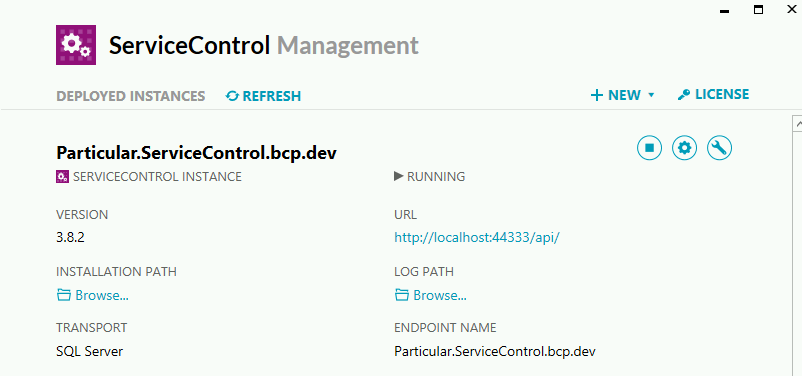 ServiceControl Management
DEPLOYED INSTANCES REFRESH NEW LICENSE
Particular.ServiceControl.bcp.dev
SERVICECONTROL INSTANCE RUNNING
VERSION URL
3.8.2 http://localhost:44333/api/
INSTALLATION PATH LOG PATH
Browse... Browse...
TRANSPORT ENDPOINT NAME
SQL Server Particular.ServiceControl.bcp.dev